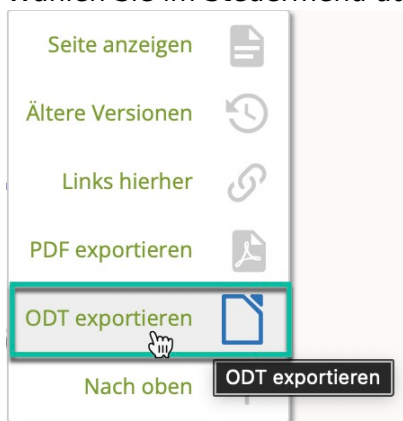 Seite anzeigen
Ältere Versionen
Links hierher
PDF exportieren
ODT exportieren
ODT exportieren
Nach oben